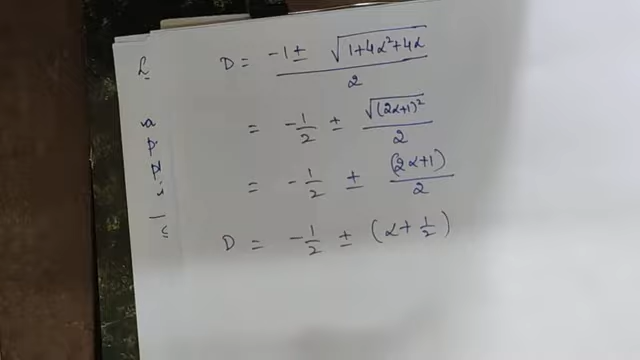 D = -1 ± √(1+4α²+4α) / 2
= -1/2 ± √((2α+1)²) / 2
= -1/2 ± (2α+1) / 2
D = -1/2 ± (α + 1/2)